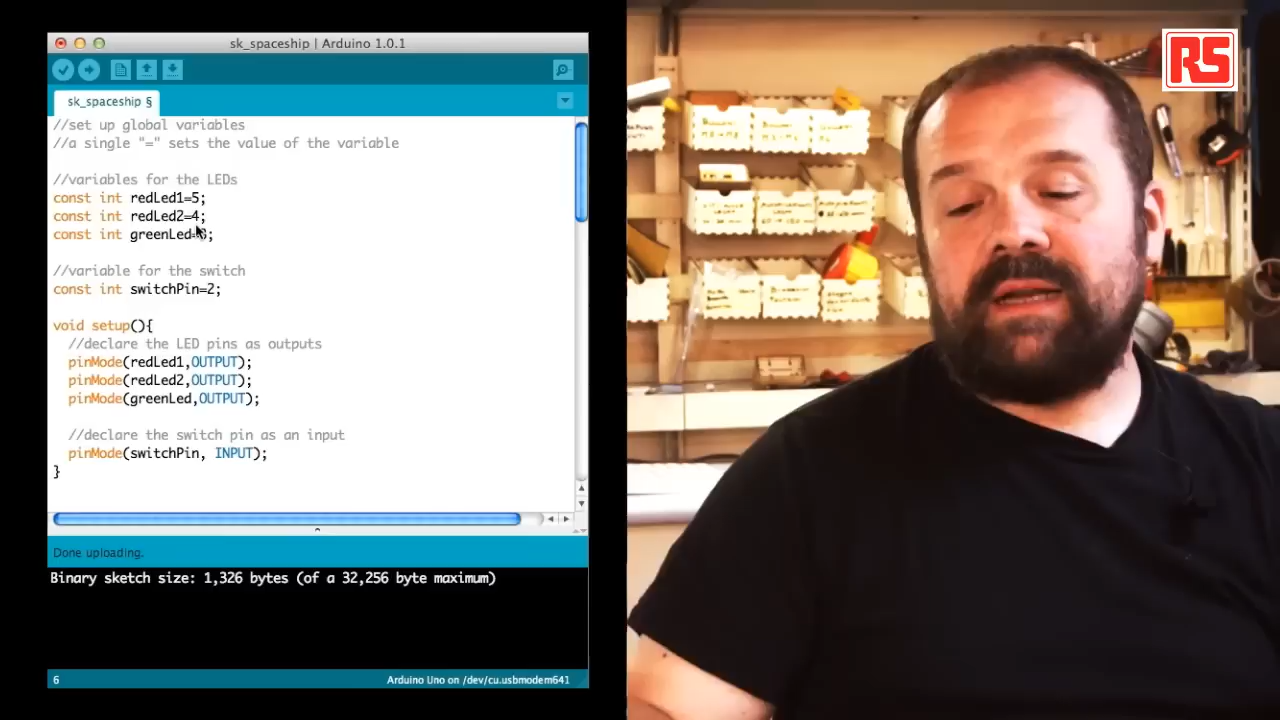 sk_spaceship | Arduino 1.0.1
RS
sk_spaceship §
//set up global variables
//a single "=" sets the value of the variable
//variables for the LEDs
const int redLed1=5;
const int redLed2=4;
const int greenLed
//variable for the switch
const int switchPin=2;
void setup(){
//declare the LED pins as outputs
pinMode(redLed1,OUTPUT);
pinMode(redLed2,OUTPUT);
pinMode(greenLed,OUTPUT);
//declare the switch pin as an input
pinMode(switchPin, INPUT);
}
Done uploading.
Binary sketch size: 1,326 bytes (of a 32,256 byte maximum)
6
Arduino Uno on /dev/cu.usbmodem641